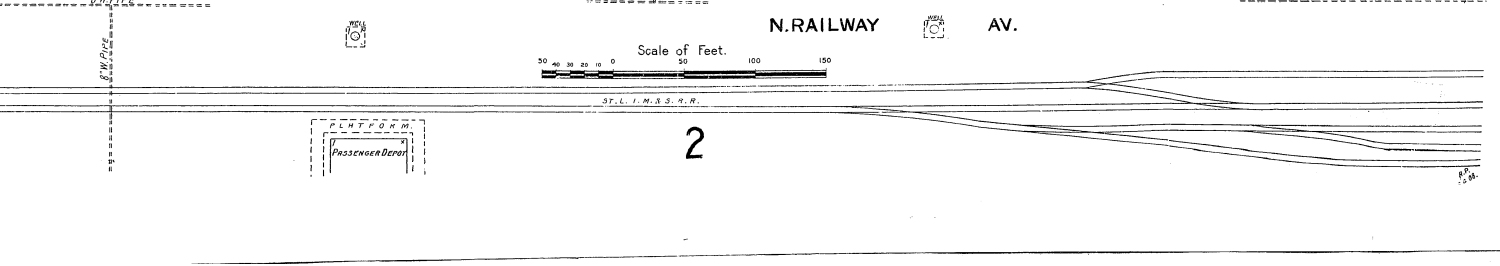 WELL
N. RAILWAY
WELL
AV.
8" W. PIPE
Scale of Feet.
50 40 30 20 10 0 50 100 150
ST. L. I. M. & S. R. R.
PLATFORM.
1 X
PASSENGER DEPOT
2